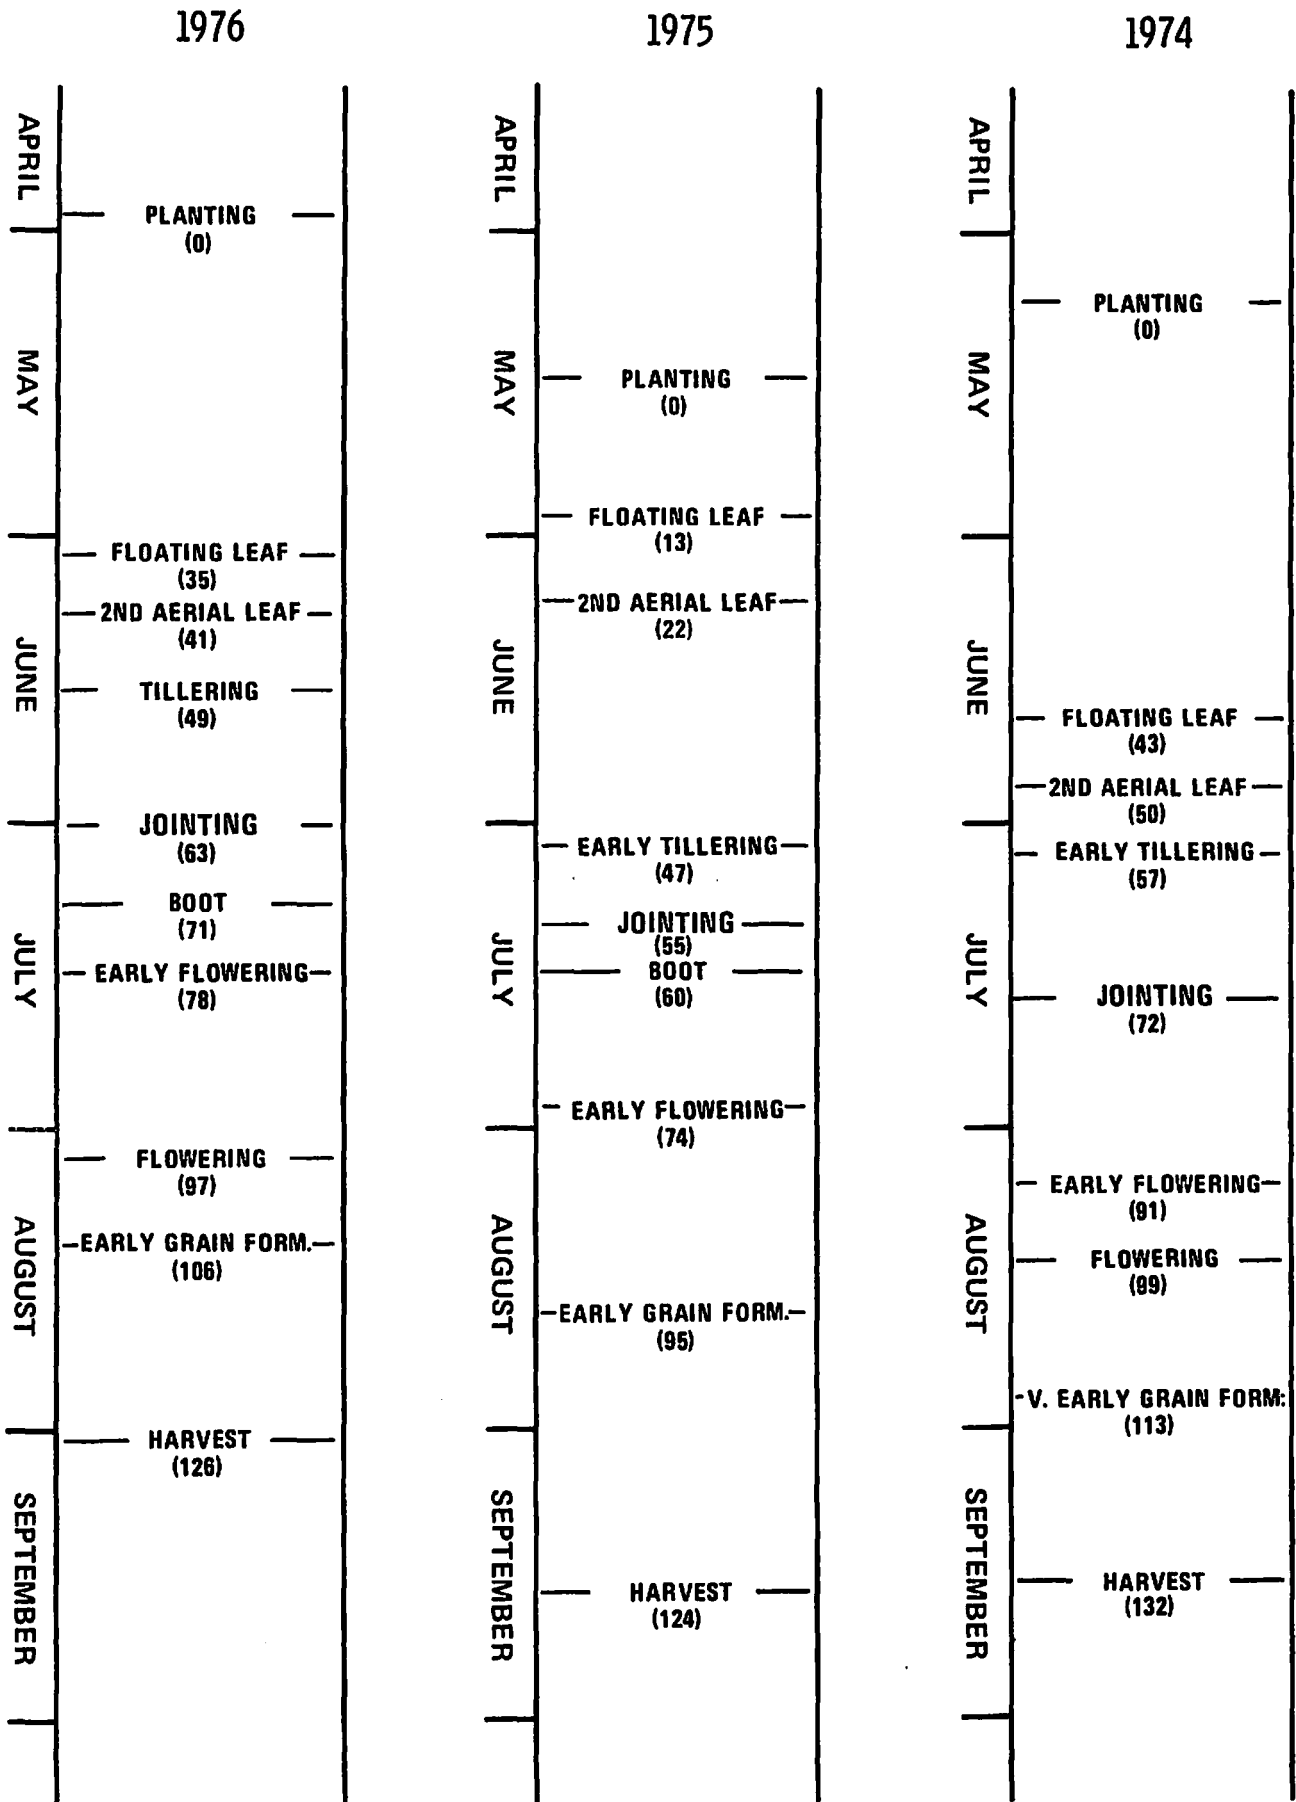 1976
APRIL
MAY
JUNE
JULY
AUGUST
SEPTEMBER
PLANTING
(0)
FLOATING LEAF
(35)
2ND AERIAL LEAF
(41)
TILLERING
(49)
JOINTING
(63)
BOOT
(71)
EARLY FLOWERING
(78)
FLOWERING
(97)
EARLY GRAIN FORM.
(106)
HARVEST
(126)
1975
APRIL
MAY
JUNE
JULY
AUGUST
SEPTEMBER
PLANTING
(0)
FLOATING LEAF
(13)
2ND AERIAL LEAF
(22)
EARLY TILLERING
(47)
JOINTING
(55)
BOOT
(60)
EARLY FLOWERING
(74)
EARLY GRAIN FORM.
(95)
HARVEST
(124)
1974
APRIL
MAY
JUNE
JULY
AUGUST
SEPTEMBER
PLANTING
(0)
FLOATING LEAF
(43)
2ND AERIAL LEAF
(50)
EARLY TILLERING
(57)
JOINTING
(72)
EARLY FLOWERING
(91)
FLOWERING
(99)
V. EARLY GRAIN FORM.
(113)
HARVEST
(132)